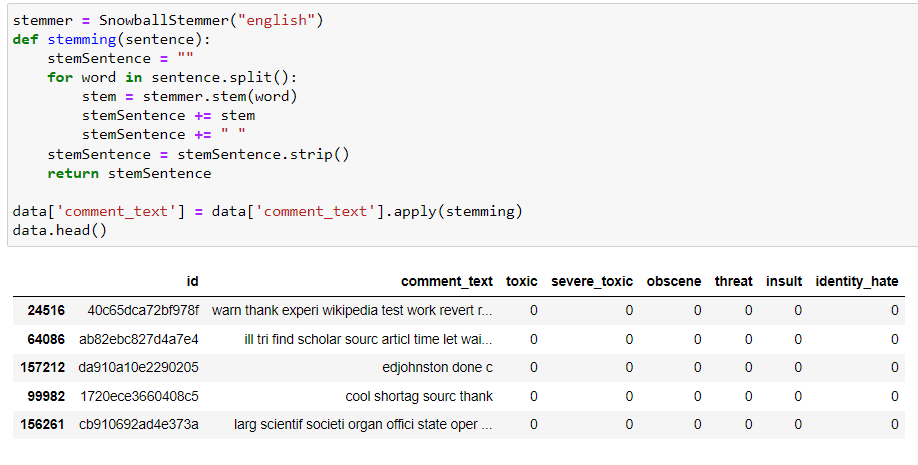 stemmer = SnowballStemmer("english")
def stemming(sentence):
    stemSentence = ""
    for word in sentence.split():
        stem = stemmer.stem(word)
        stemSentence += stem
        stemSentence += " "
    stemSentence = stemSentence.strip()
    return stemSentence
data['comment_text'] = data['comment_text'].apply(stemming)
data.head()
id comment_text toxic severe_toxic obscene threat insult identity_hate
24516 40c65dca72bf978f warn thank experi wikipedia test work revert r... 0 0 0 0 0 0
64086 ab82ebc827d4a7e4 ill tri find scholar sourc articl time let wai... 0 0 0 0 0 0
157212 da910a10e2290205 edjohnston done c 0 0 0 0 0 0
99982 1720ece3660408c5 cool shortag sourc thank 0 0 0 0 0 0
156261 cb910692ad4e373a larg scientif societi organ offici state oper ... 0 0 0 0 0 0